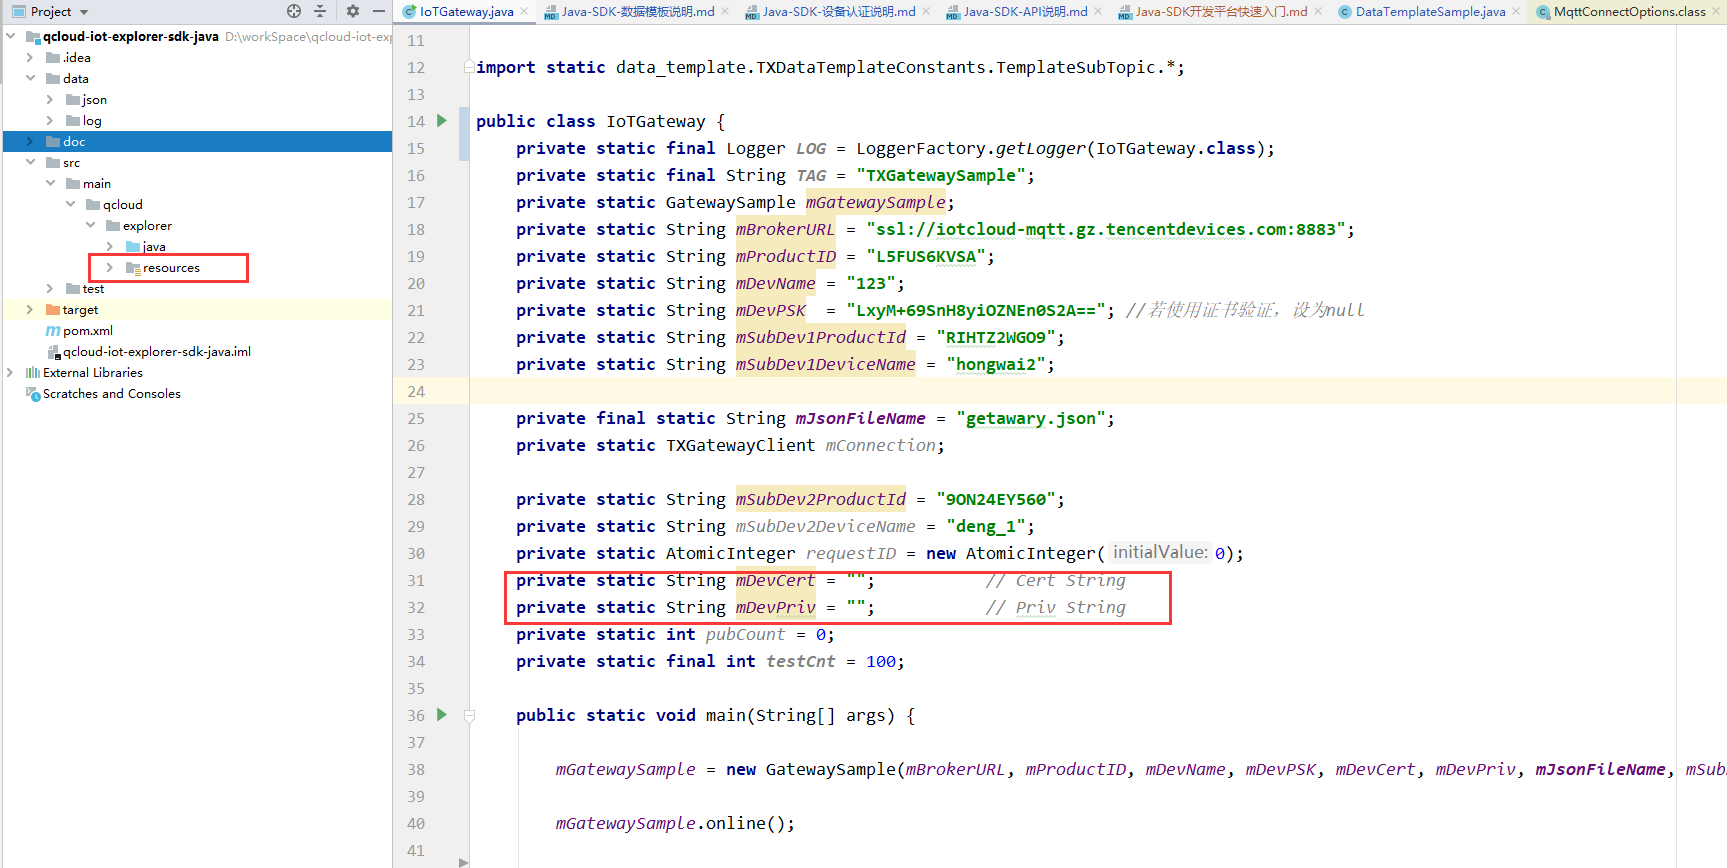 Project
qcloud-iot-explorer-sdk-java D:\workSpace\qcloud-iot-exp
.idea
data
json
log
doc
src
main
qcloud
explorer
java
resources
test
target
pom.xml
qcloud-iot-explorer-sdk-java.iml
External Libraries
Scratches and Consoles
IoTGateway.java Java-SDK-数据模板说明.md Java-SDK-设备认证说明.md Java-SDK-API说明.md Java-SDK开发平台快速入门.md DataTemplateSample.java MqttConnectOptions.class
11
12 import static data_template.TXDataTemplateConstants.TemplateSubTopic.*;
13
14 public class IoTGateway {
15 private static final Logger LOG = LoggerFactory.getLogger(IoTGateway.class);
16 private static final String TAG = "TXGatewaySample";
17 private static GatewaySample mGatewaySample;
18 private static String mBrokerURL = "ssl://iotcloud-mqtt.gz.tencentdevices.com:8883";
19 private static String mProductID = "L5FUS6KVSA";
20 private static String mDevName = "123";
21 private static String mDevPSK = "LxyM+69SnH8yiOZNEn0S2A=="; //若使用证书验证，设为null
22 private static String mSubDev1ProductId = "RIHTZ2WGO9";
23 private static String mSubDev1DeviceName = "hongwai2";
24
25 private final static String mJsonFileName = "getawary.json";
26 private static TXGatewayClient mConnection;
27
28 private static String mSubDev2ProductId = "9ON24EY560";
29 private static String mSubDev2DeviceName = "deng_1";
30 private static AtomicInteger requestID = new AtomicInteger( initialValue: 0);
31 private static String mDevCert = ""; // Cert String
32 private static String mDevPriv = ""; // Priv String
33 private static int pubCount = 0;
34 private static final int testCnt = 100;
35
36 public static void main(String[] args) {
37
38 mGatewaySample = new GatewaySample(mBrokerURL, mProductID, mDevName, mDevPSK, mDevCert, mDevPriv, mJsonFileName, mSub
39
40 mGatewaySample.online();
41